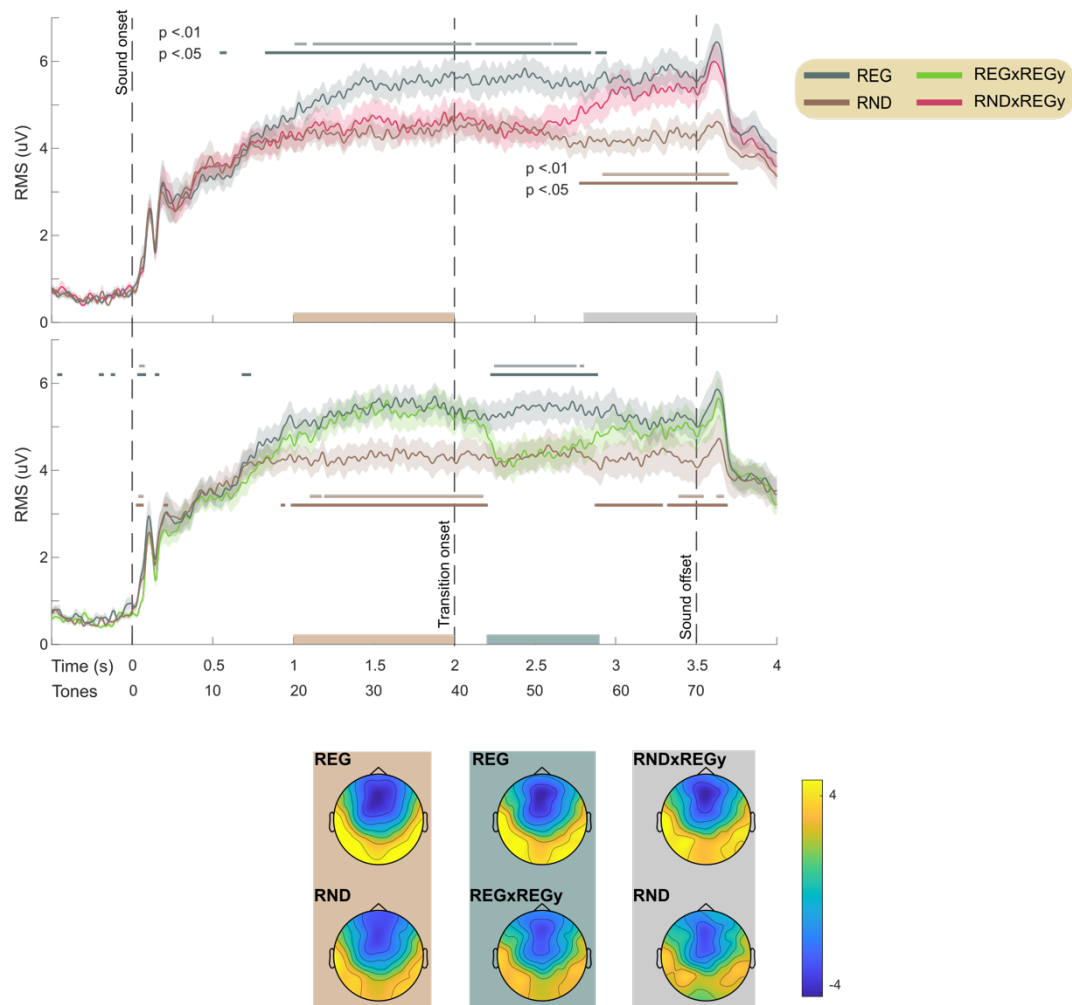 Sound onset
RMS (uV)
6
4
2
0
p <.01
p <.05
p <.01
p <.05
REG
REGxREGy
RND
RNDxREGy
RMS (uV)
6
4
2
0
Transition onset
Sound offset
Time (s) 0 0.5 1 1.5 2 2.5 3 3.5 4
Tones 0 10 20 30 40 50 60 70
REG REG RNDxREGy
RND REGxREGy RND
4
-4